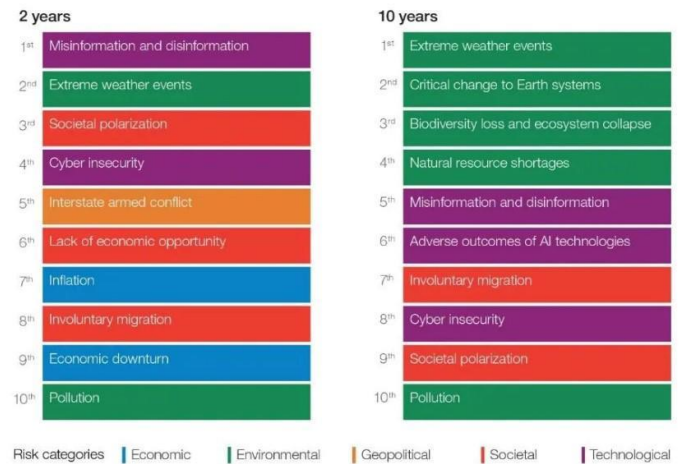 2 years
1st Misinformation and disinformation
2nd Extreme weather events
3rd Societal polarization
4th Cyber insecurity
5th Interstate armed conflict
6th Lack of economic opportunity
7th Inflation
8th Involuntary migration
9th Economic downturn
10th Pollution
10 years
1st Extreme weather events
2nd Critical change to Earth systems
3rd Biodiversity loss and ecosystem collapse
4th Natural resource shortages
5th Misinformation and disinformation
6th Adverse outcomes of AI technologies
7th Involuntary migration
8th Cyber insecurity
9th Societal polarization
10th Pollution
Risk categories Economic Environmental Geopolitical Societal Technological